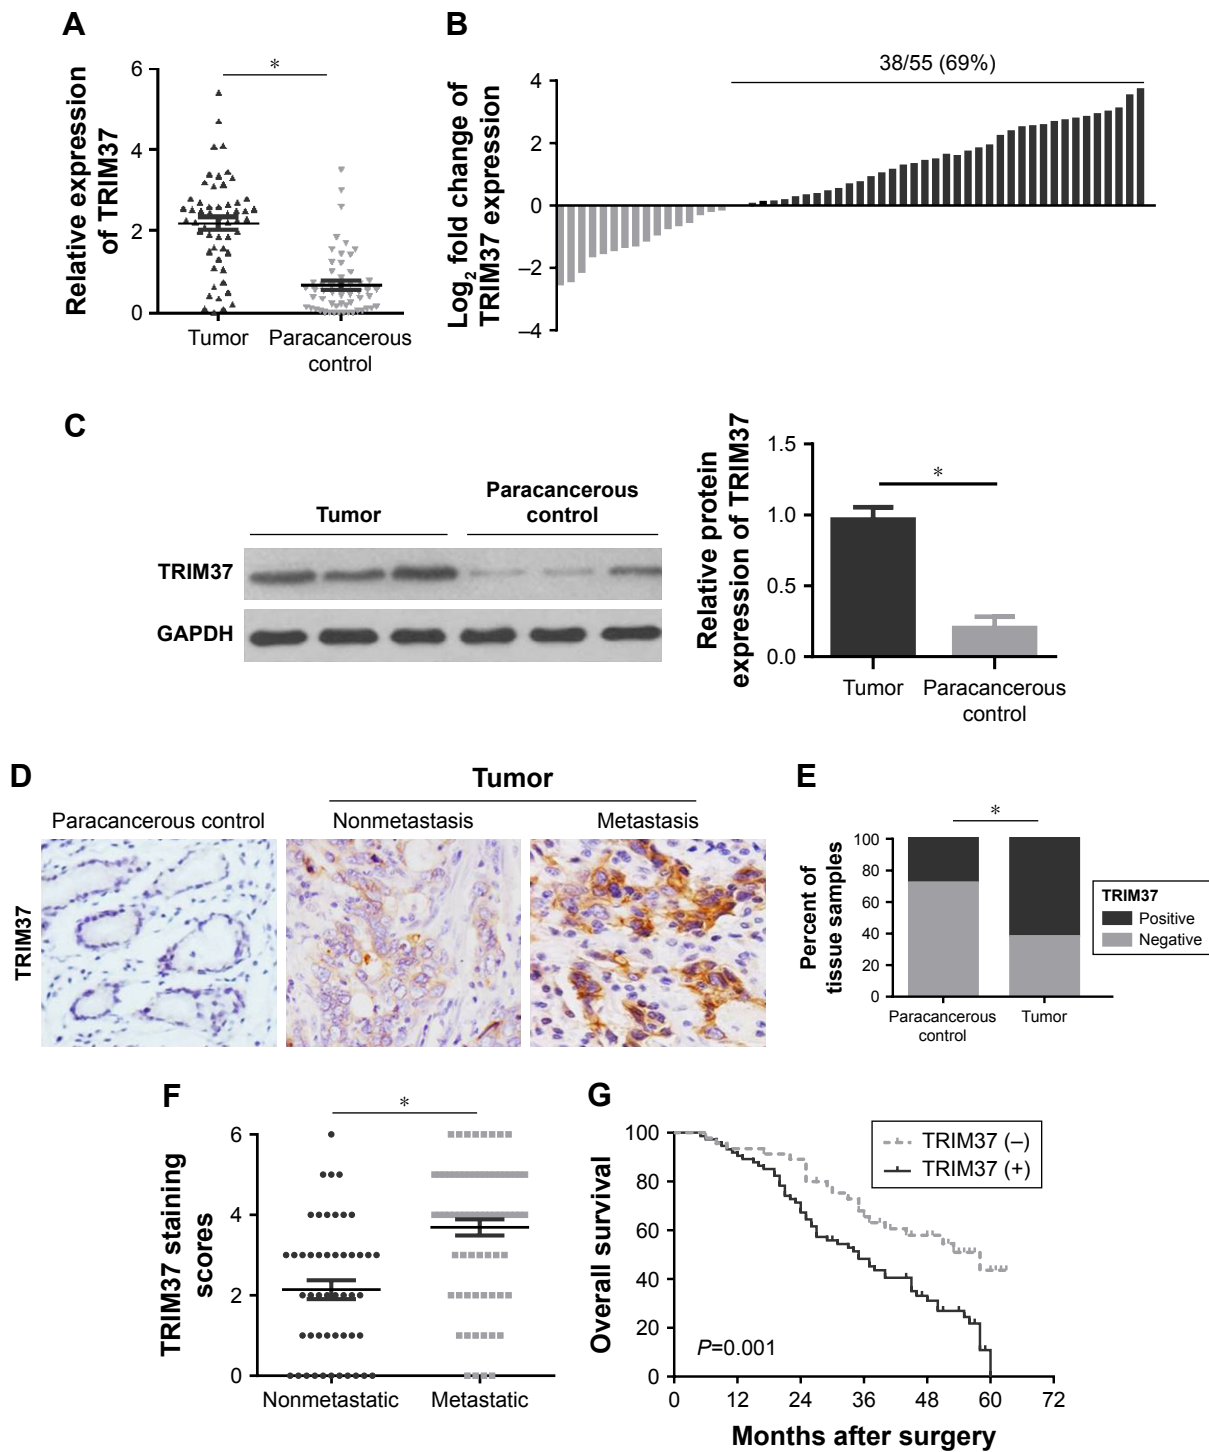 A
Relative expression
of TRIM37
6
4
2
0
*
Tumor
Paracancerous
control
B
Log2 fold change of
TRIM37 expression
4
2
0
–2
–4
38/55 (69%)
C
Tumor
Paracancerous
control
TRIM37
GAPDH
Relative protein
expression of TRIM37
1.5
1.0
0.5
0.0
*
Tumor
Paracancerous
control
D
Tumor
Paracancerous control
Nonmetastasis
Metastasis
TRIM37
E
Percent of
tissue samples
100
80
60
40
20
0
*
Paracancerous
control
Tumor
TRIM37
Positive
Negative
F
TRIM37 staining
scores
6
4
2
0
*
Nonmetastatic
Metastatic
G
Overall survival
100
80
60
40
20
0
TRIM37 (–)
TRIM37 (+)
P=0.001
0 12 24 36 48 60 72
Months after surgery